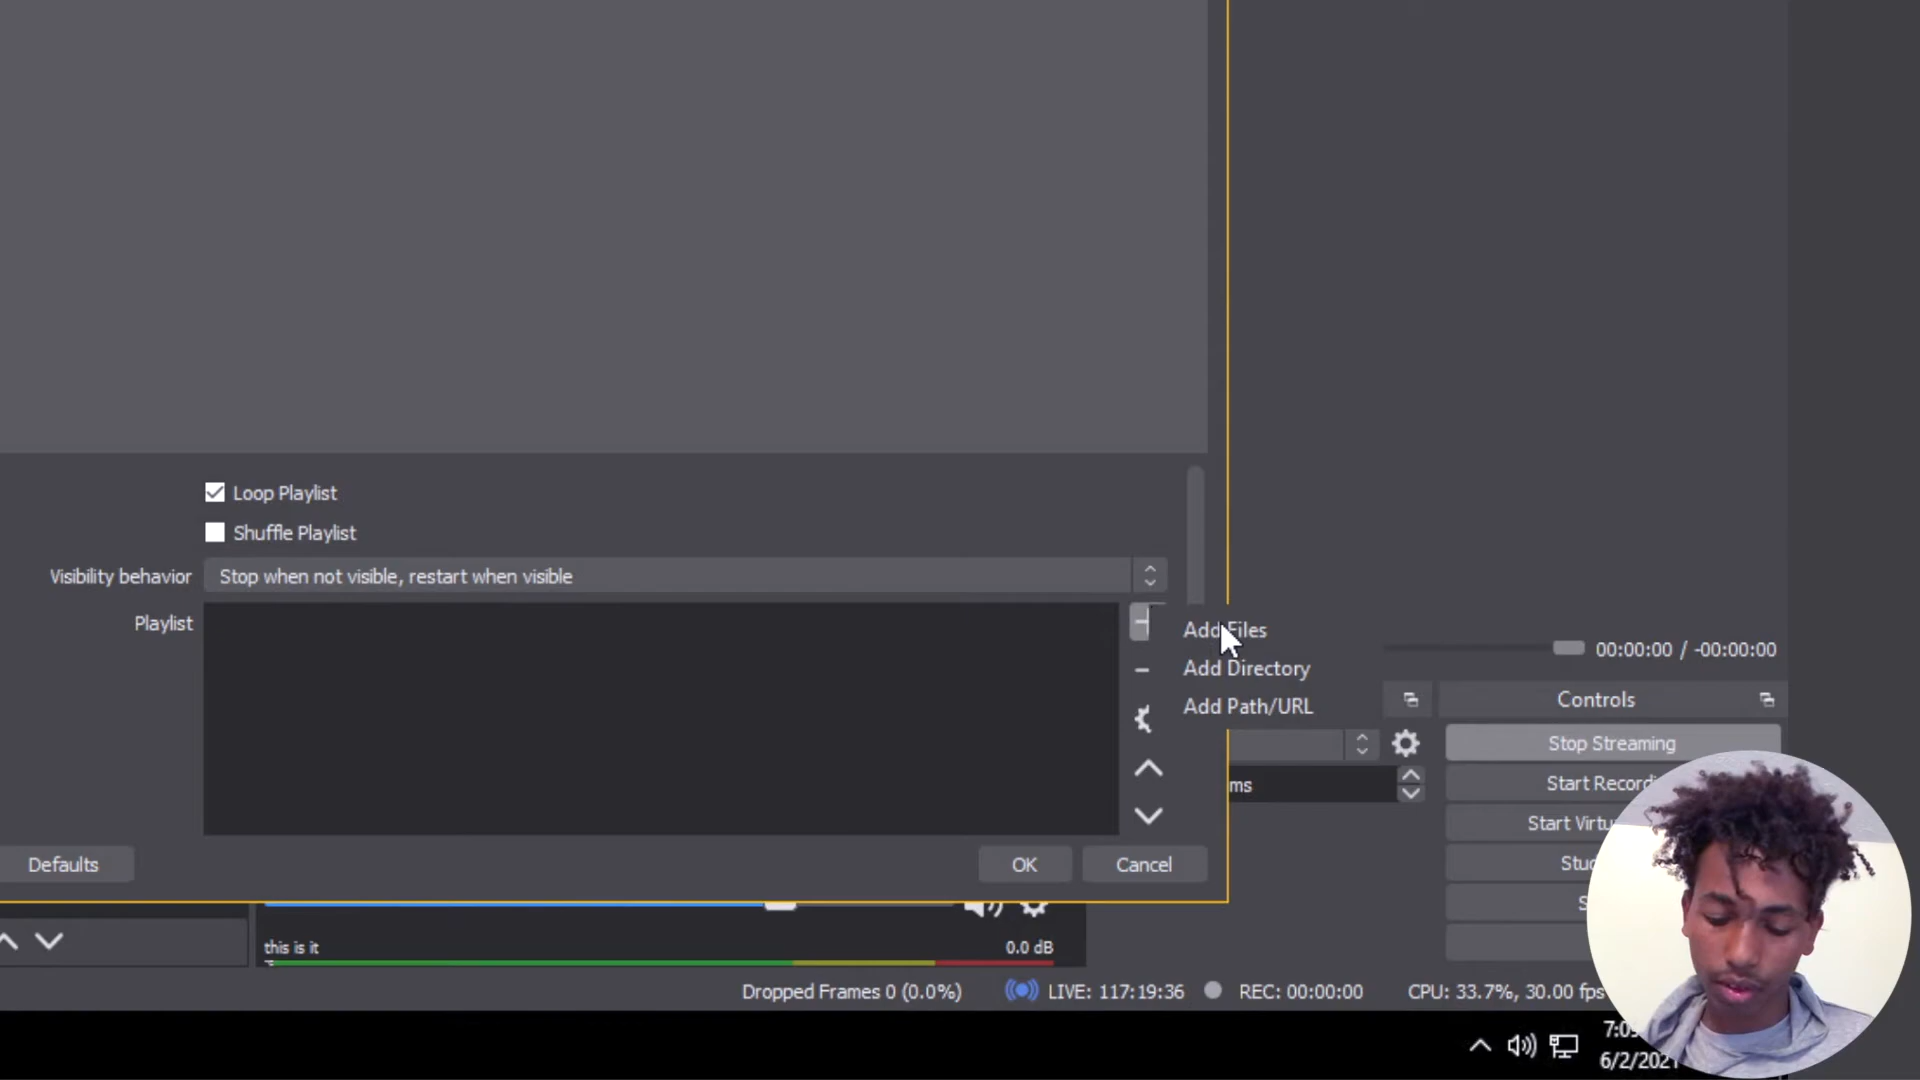 Loop Playlist
Shuffle Playlist
Visibility behavior
Stop when not visible, restart when visible
Playlist
Add Files
Add Directory
Add Path/URL
00:00:00 / -00:00:00
Controls
Stop Streaming
ms
Defaults
OK
Cancel
this is it
0.0 dB
Dropped Frames 0 (0.0%)
LIVE: 117:19:36
REC: 00:00:00
CPU: 33.7%, 30.00 fps
Start
Start